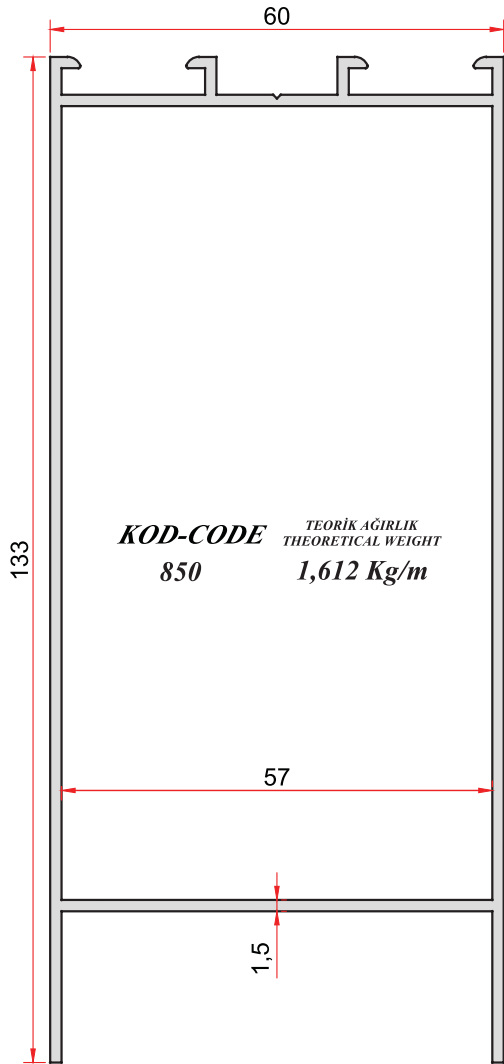 60
133
KOD-CODE
850
TEORİK AĞIRLIK
THEORETICAL WEIGHT
1,612 Kg/m
57
1,5